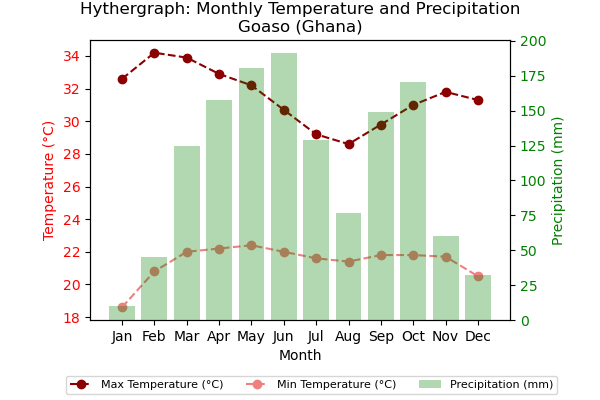 Hythergraph: Monthly Temperature and Precipitation
Goaso (Ghana)
Temperature (°C)
34
32
30
28
26
24
22
20
18
200
175
150
125
100
75
50
25
0
Precipitation (mm)
Jan Feb Mar Apr May Jun Jul Aug Sep Oct Nov Dec
Month
Max Temperature (°C) Min Temperature (°C) Precipitation (mm)